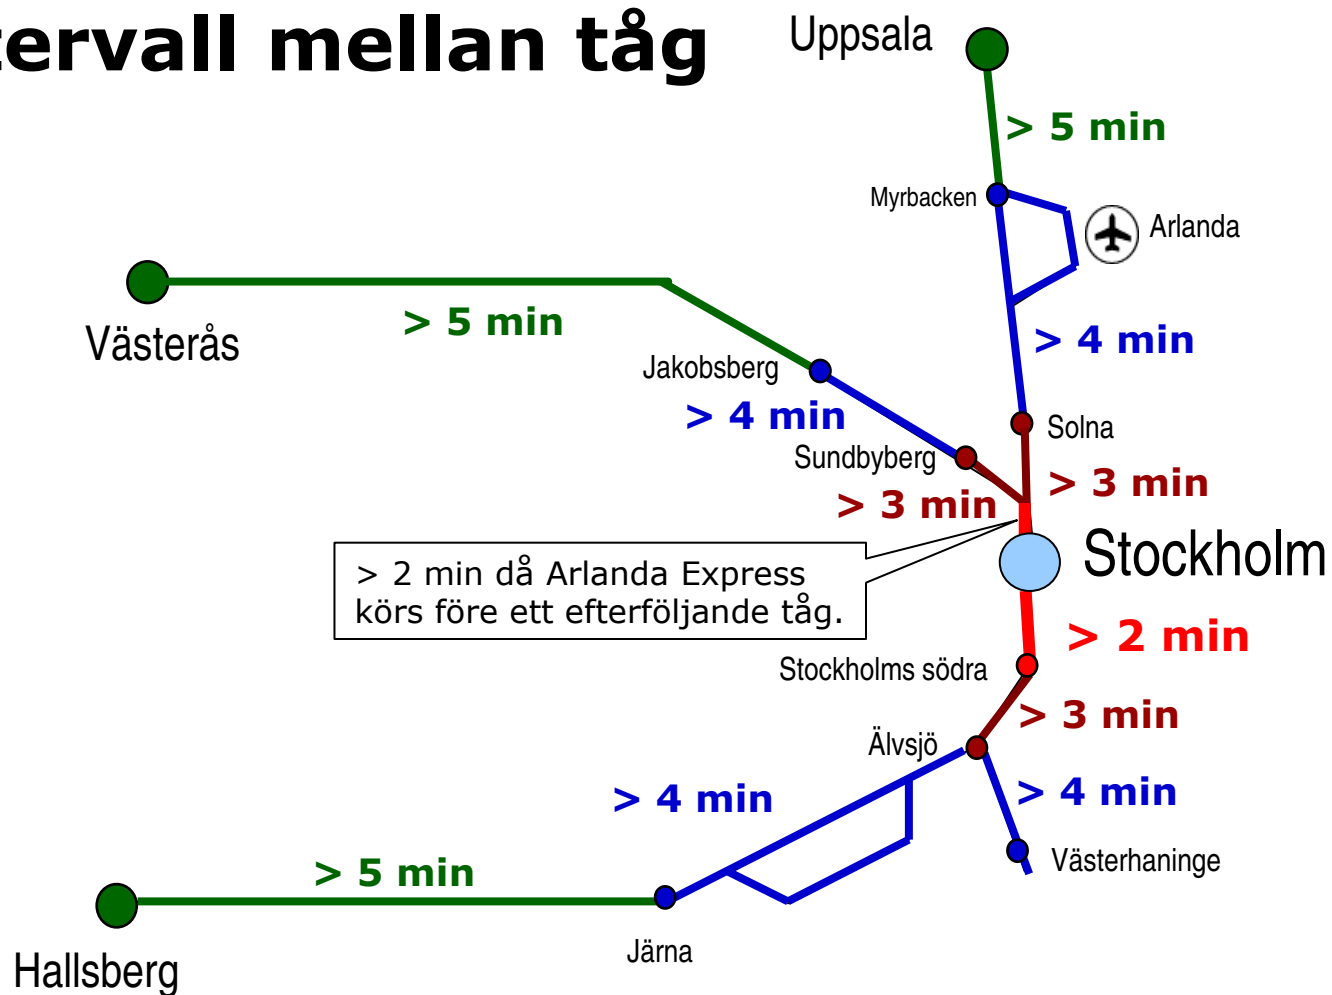 tervall mellan tåg
Uppsala
> 5 min
Myrbacken
Arlanda
> 5 min
Västerås
> 4 min
Jakobsberg
> 4 min
Solna
Sundbyberg
> 3 min
> 3 min
Stockholm
> 2 min då Arlanda Express
körs före ett efterföljande tåg.
> 2 min
Stockholms södra
> 3 min
Älvsjö
> 4 min
> 4 min
Västerhaninge
> 5 min
Järna
Hallsberg